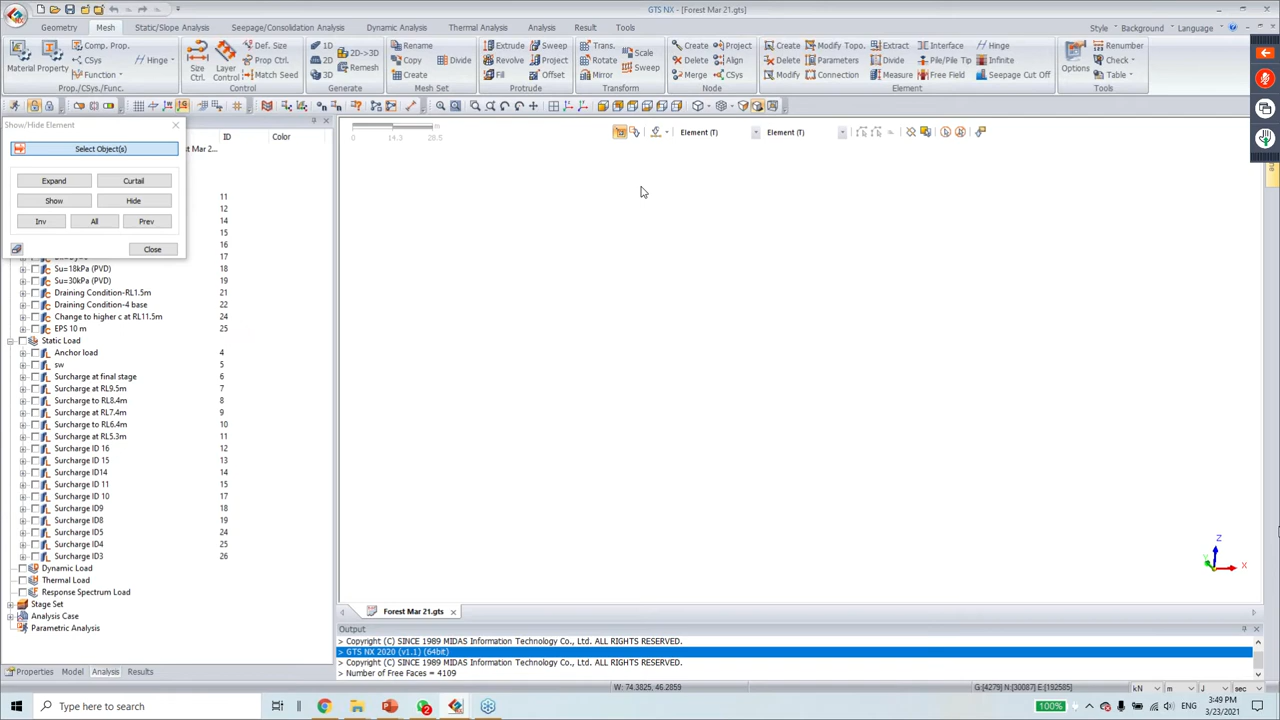 GTS NX - [Forest Mar 21.gts]
Geometry Mesh Static/Slope Analysis Seepage/Consolidation Analysis Dynamic Analysis Thermal Analysis Analysis Result Tools Style Background Language
Comp. Prop. Def. Size 1D Rename Extrude Trans. Create Project Create Modify Topo. Extract Interface Hinge Renumber
CSys Hinge Prop Ctrl. 2D 2D->3D Copy Divide Revolve Fill Rotate Scale Delete Align Delete Parameters Divide Pile/Pile Tip Infinite Check
Material Property Function Size Ctrl. Layer Control Match Seed 3D Remesh Create Offset Mirror Sweep Merge Modify Connection Measure Free Field Seepage Cut Off Options Table
Prop./CSys./Func. Control Generate Mesh Set Protrude Transform Node Element Tools
Show/Hide Element
Select Object(s)
Expand Curtail
Show Hide
Inv All Prev
Close
ID Color
st Mar 2...
11
12
14
15
16
17
Su=18kPa (PVD) 18
Su=30kPa (PVD) 19
Draining Condition-RL1.5m 21
Draining Condition-4 base 22
Change to higher c at RL11.5m 24
EPS 10 m 25
Static Load
Anchor load 4
sw 5
Surcharge at final stage 6
Surcharge at RL9.5m 7
Surcharge to RL8.4m 8
Surcharge at RL7.4m 9
Surcharge to RL6.4m 10
Surcharge at RL5.3m 11
Surcharge ID 16 12
Surcharge ID 15 13
Surcharge ID14 14
Surcharge ID 11 15
Surcharge ID 10 17
Surcharge ID9 18
Surcharge ID8 19
Surcharge ID5 24
Surcharge ID4 25
Surcharge ID3 26
Dynamic Load
Thermal Load
Response Spectrum Load
Stage Set
Analysis Case
Parametric Analysis
Properties Model Analysis Results
0 14.3 28.5 m
Element (T) Element (T)
Z
Y
X
Forest Mar 21.gts
Output
> Copyright (C) SINCE 1989 MIDAS Information Technology Co., Ltd. ALL RIGHTS RESERVED.
> GTS NX 2020 (v1.1) (64bit)
> Copyright (C) SINCE 1989 MIDAS Information Technology Co., Ltd. ALL RIGHTS RESERVED.
> Number of Free Faces = 4109
W: 74.3825, 46.2859 G:[4279] N:[30087] E:[192585] kN m J sec
Type here to search
100%
3:49 PM
3/23/2021